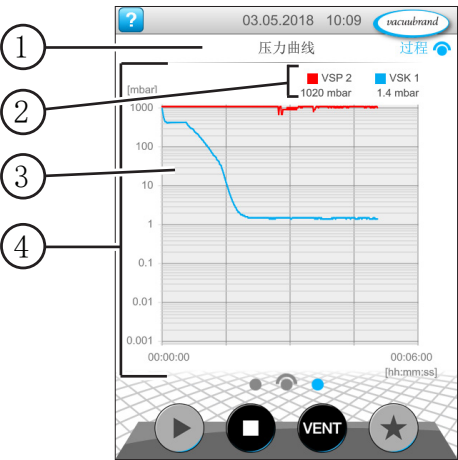 ? 03.05.2018 10:09 vacuubrand
1 压力曲线 过程
2 VSP 2 VSK 1
[mbar] 1020 mbar 1.4 mbar
1000
100
3
10
4
1
0.1
0.01
0.001
00:00:00 00:06:00
[hh:mm:ss]
VENT